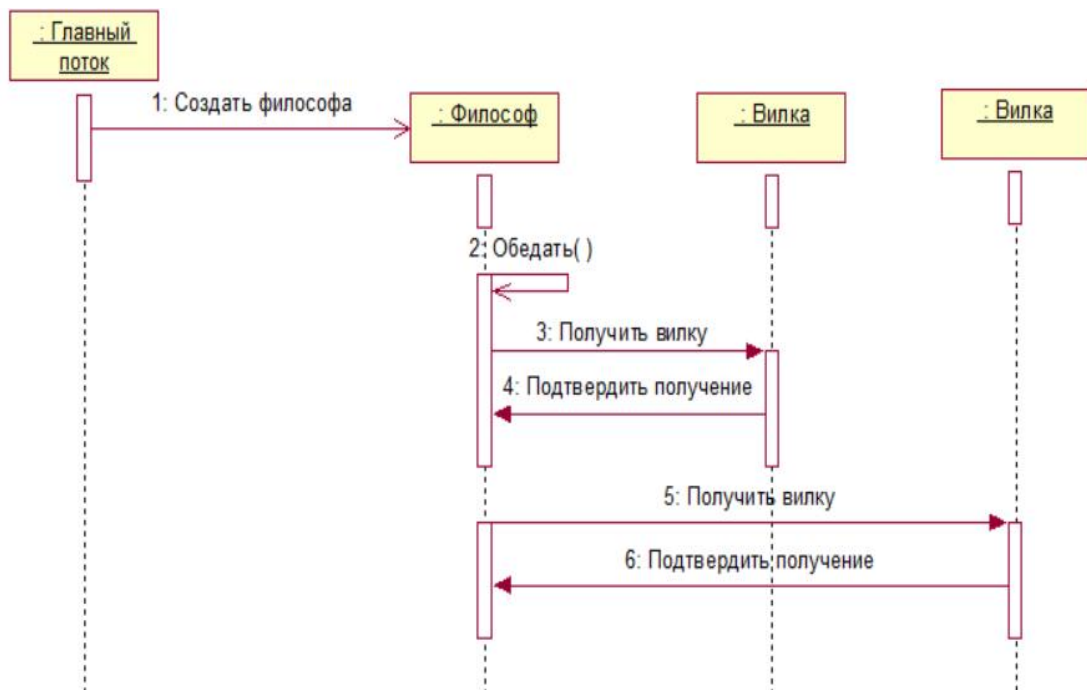 : Главный
поток
1: Создать философа
: Философ
: Вилка
: Вилка
2: Обедать( )
3: Получить вилку
4: Подтвердить получение
5: Получить вилку
6: Подтвердить получение